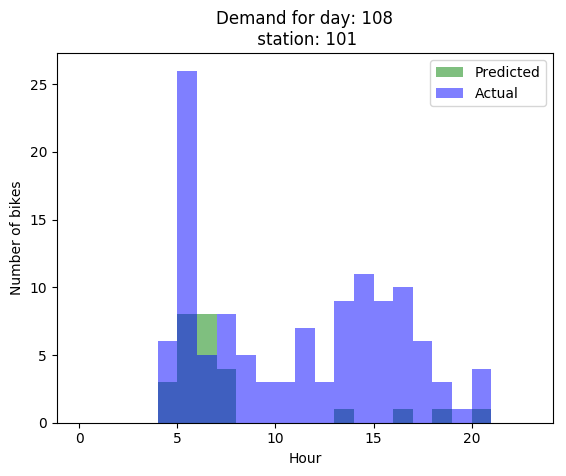 Demand for day: 108
station: 101
Predicted
Actual
Number of bikes
25
20
15
10
5
0
0
5
10
15
20
Hour